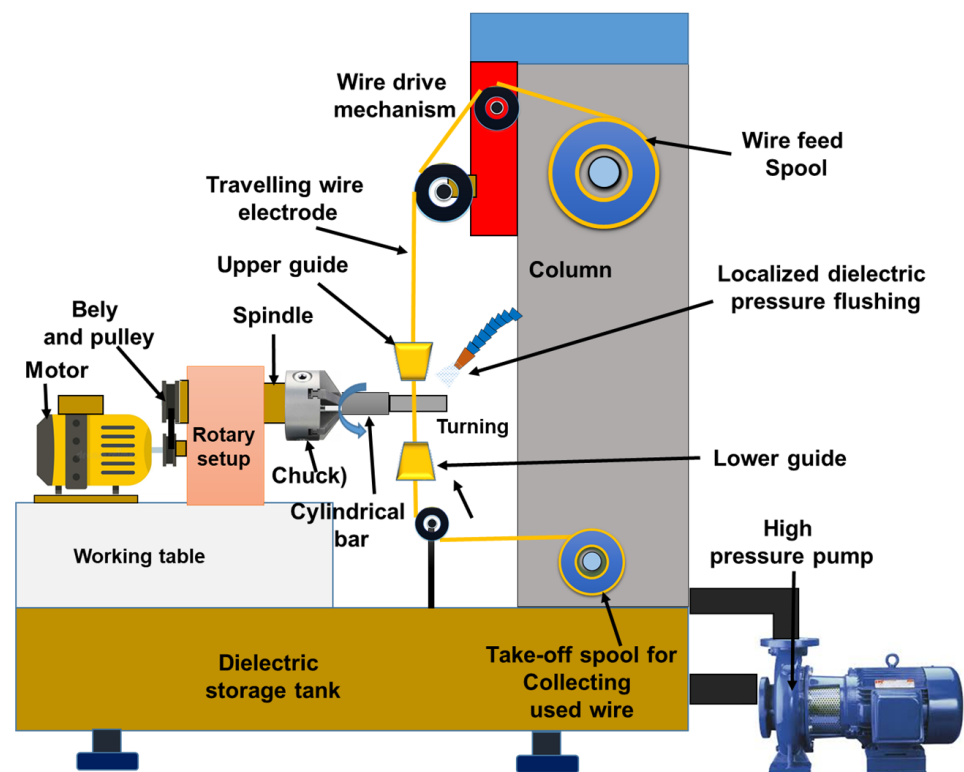 Wire drive
mechanism
Wire feed
Spool
Travelling wire
electrode
Upper guide
Column
Localized dielectric
pressure flushing
Bely
and pulley
Spindle
Motor
Rotary
setup
Turning
Chuck)
Lower guide
Cylindrical
bar
Working table
High
pressure pump
Dielectric
storage tank
Take-off spool for
Collecting
used wire